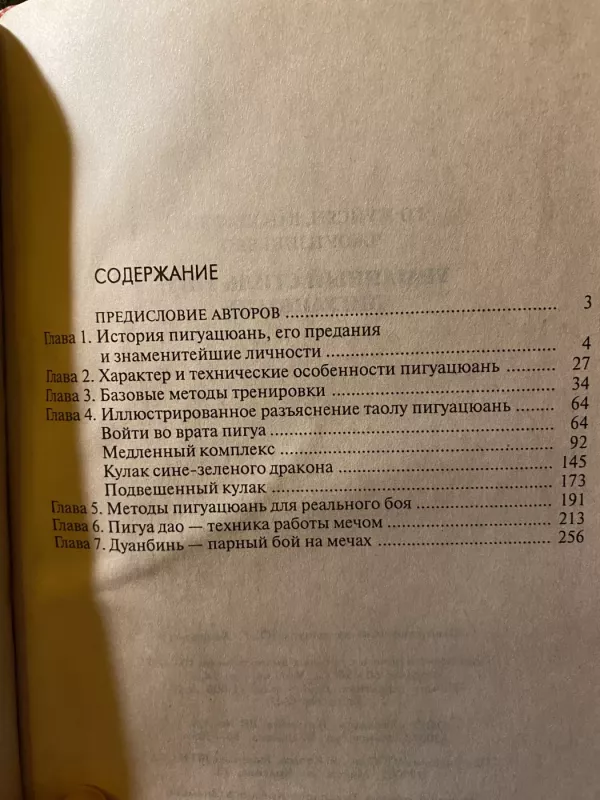 СОДЕРЖАНИЕ
ПРЕДИСЛОВИЕ АВТОРОВ 3
Глава 1. История пигуацюань, его предания
и знаменитейшие личности 4
Глава 2. Характер и технические особенности пигуацюань 27
Глава 3. Базовые методы тренировки 34
Глава 4. Иллюстрированное разъяснение таолу пигуацюань 64
Войти во врата пигуа 64
Медленный комплекс 92
Кулак сине-зеленого дракона 145
Подвешенный кулак 173
Глава 5. Методы пигуацюань для реального боя 191
Глава 6. Пигуа дао — техника работы мечом 213
Глава 7. Дуанбинь — парный бой на мечах 256